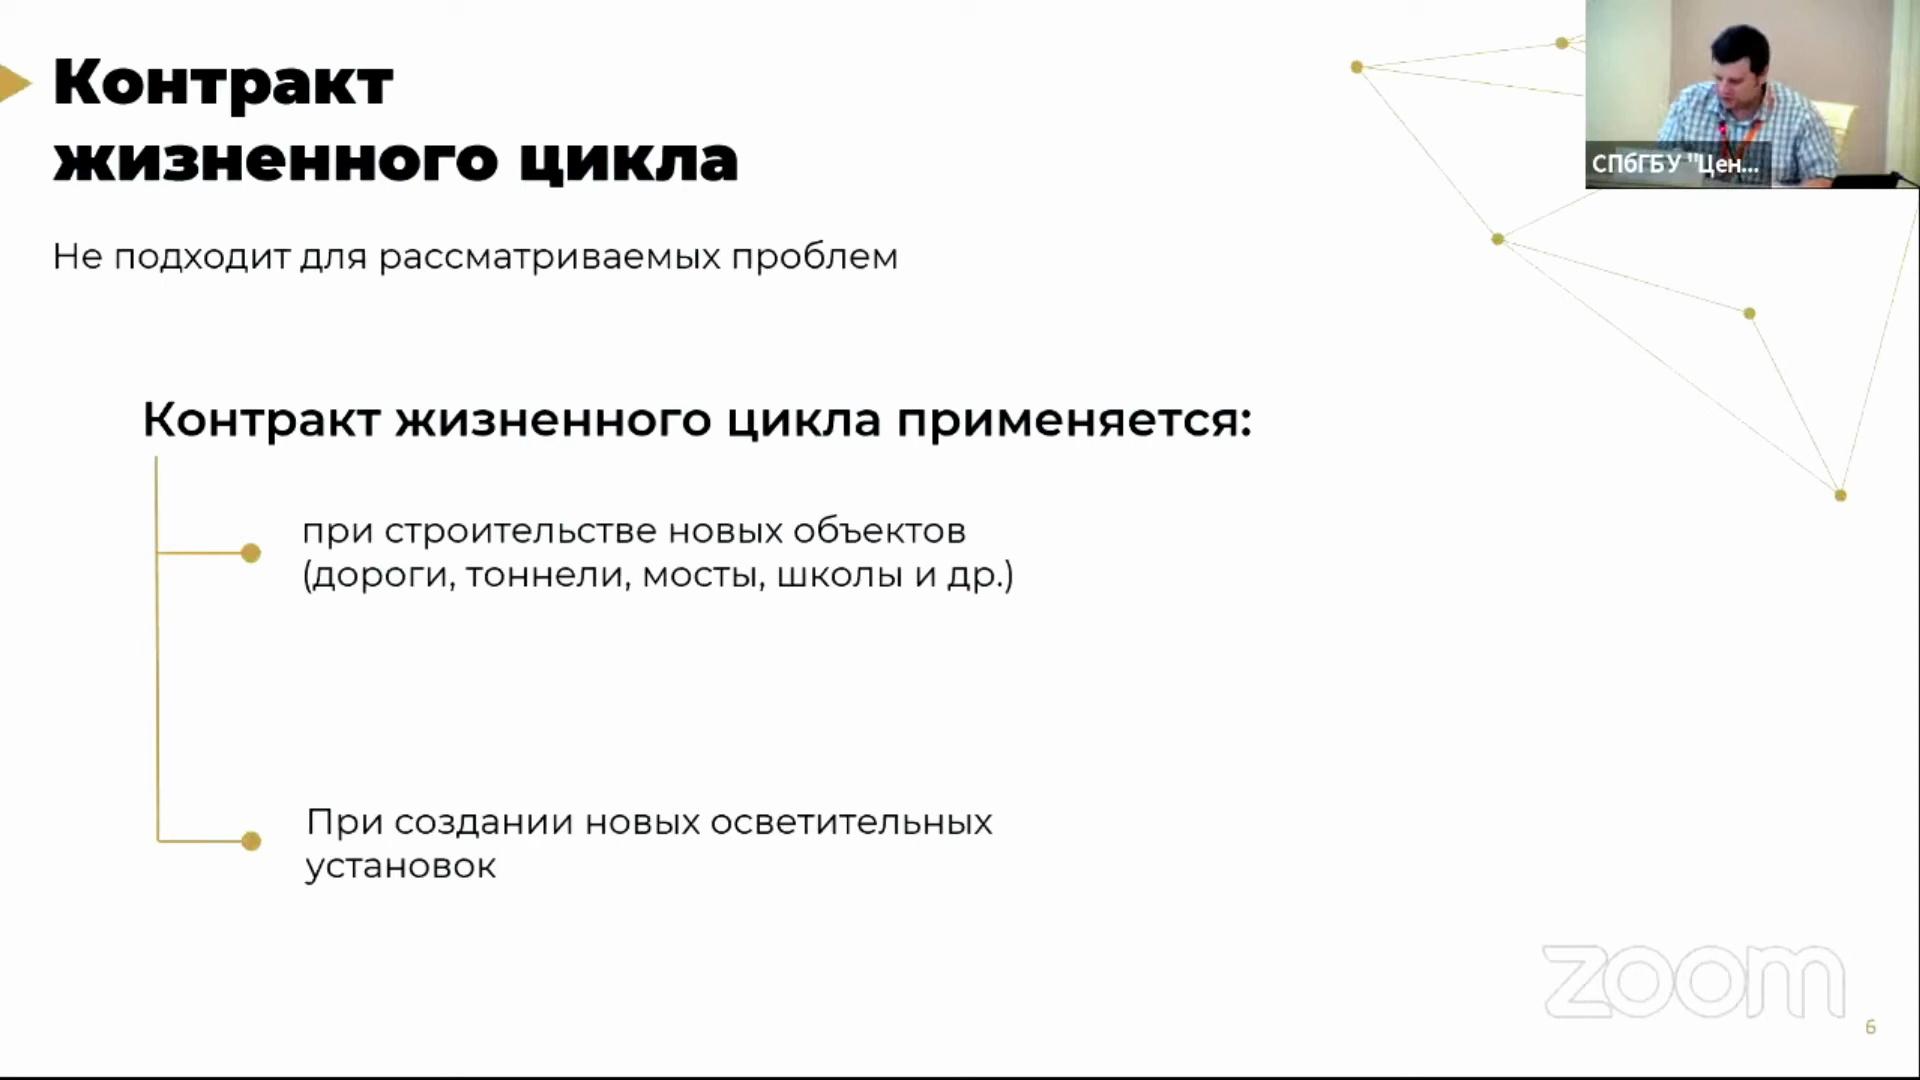 Контракт
жизненного цикла
СПбГБУ "Цен...
Не подходит для рассматриваемых проблем
Контракт жизненного цикла применяется:
при строительстве новых объектов
(дороги, тоннели, мосты, школы и др.)
При создании новых осветительных
установок
zoom
6